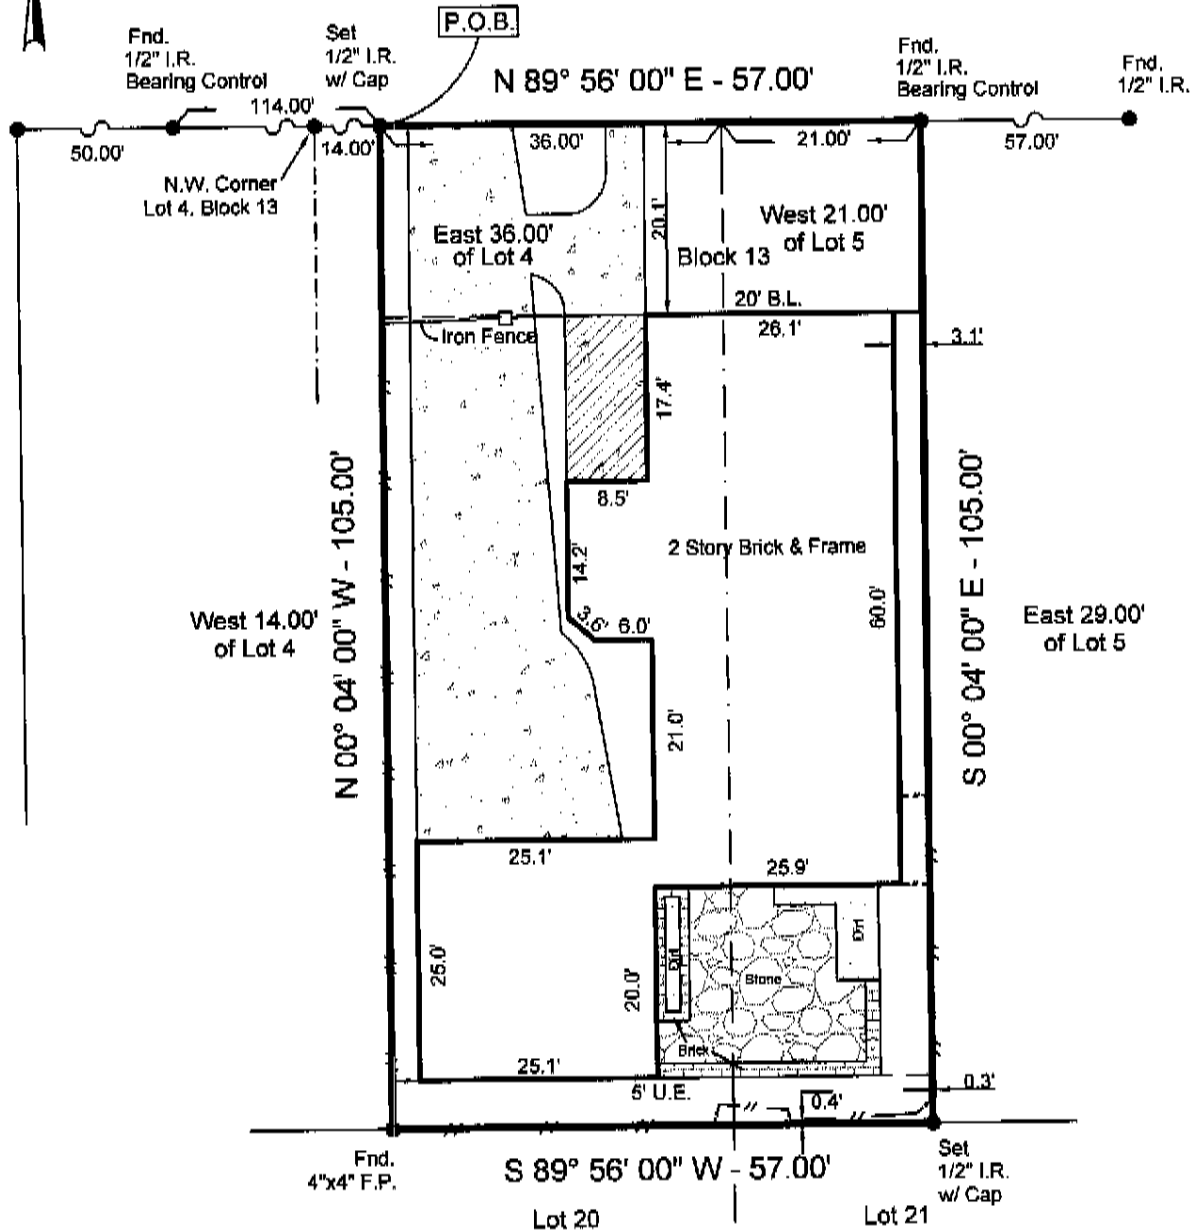 P.O.B.
Fnd.
1/2" I.R.
Bearing Control
Set
1/2" I.R.
w/ Cap
N 89° 56' 00" E - 57.00'
Fnd.
1/2" I.R.
Bearing Control
Fnd.
1/2" I.R.
114.00'
50.00'
14.00'
36.00'
21.00'
57.00'
N.W. Corner
Lot 4, Block 13
East 36.00'
of Lot 4
20.1'
West 21.00'
of Lot 5
Block 13
20' B.L.
26.1'
3.1'
Iron Fence
17.4'
8.5'
14.2'
2 Story Brick & Frame
3.6'
6.0'
60.0'
N 00° 04' 00" W - 105.00'
S 00° 04' 00" E - 105.00'
West 14.00'
of Lot 4
East 29.00'
of Lot 5
21.0'
25.1'
25.9'
25.0'
20.0'
Dirt
Dirt
Stone
Brick
25.1'
5' U.E.
0.3'
0.4'
Fnd.
4"x4" F.P.
S 89° 56' 00" W - 57.00'
Set
1/2" I.R.
w/ Cap
Lot 20
Lot 21